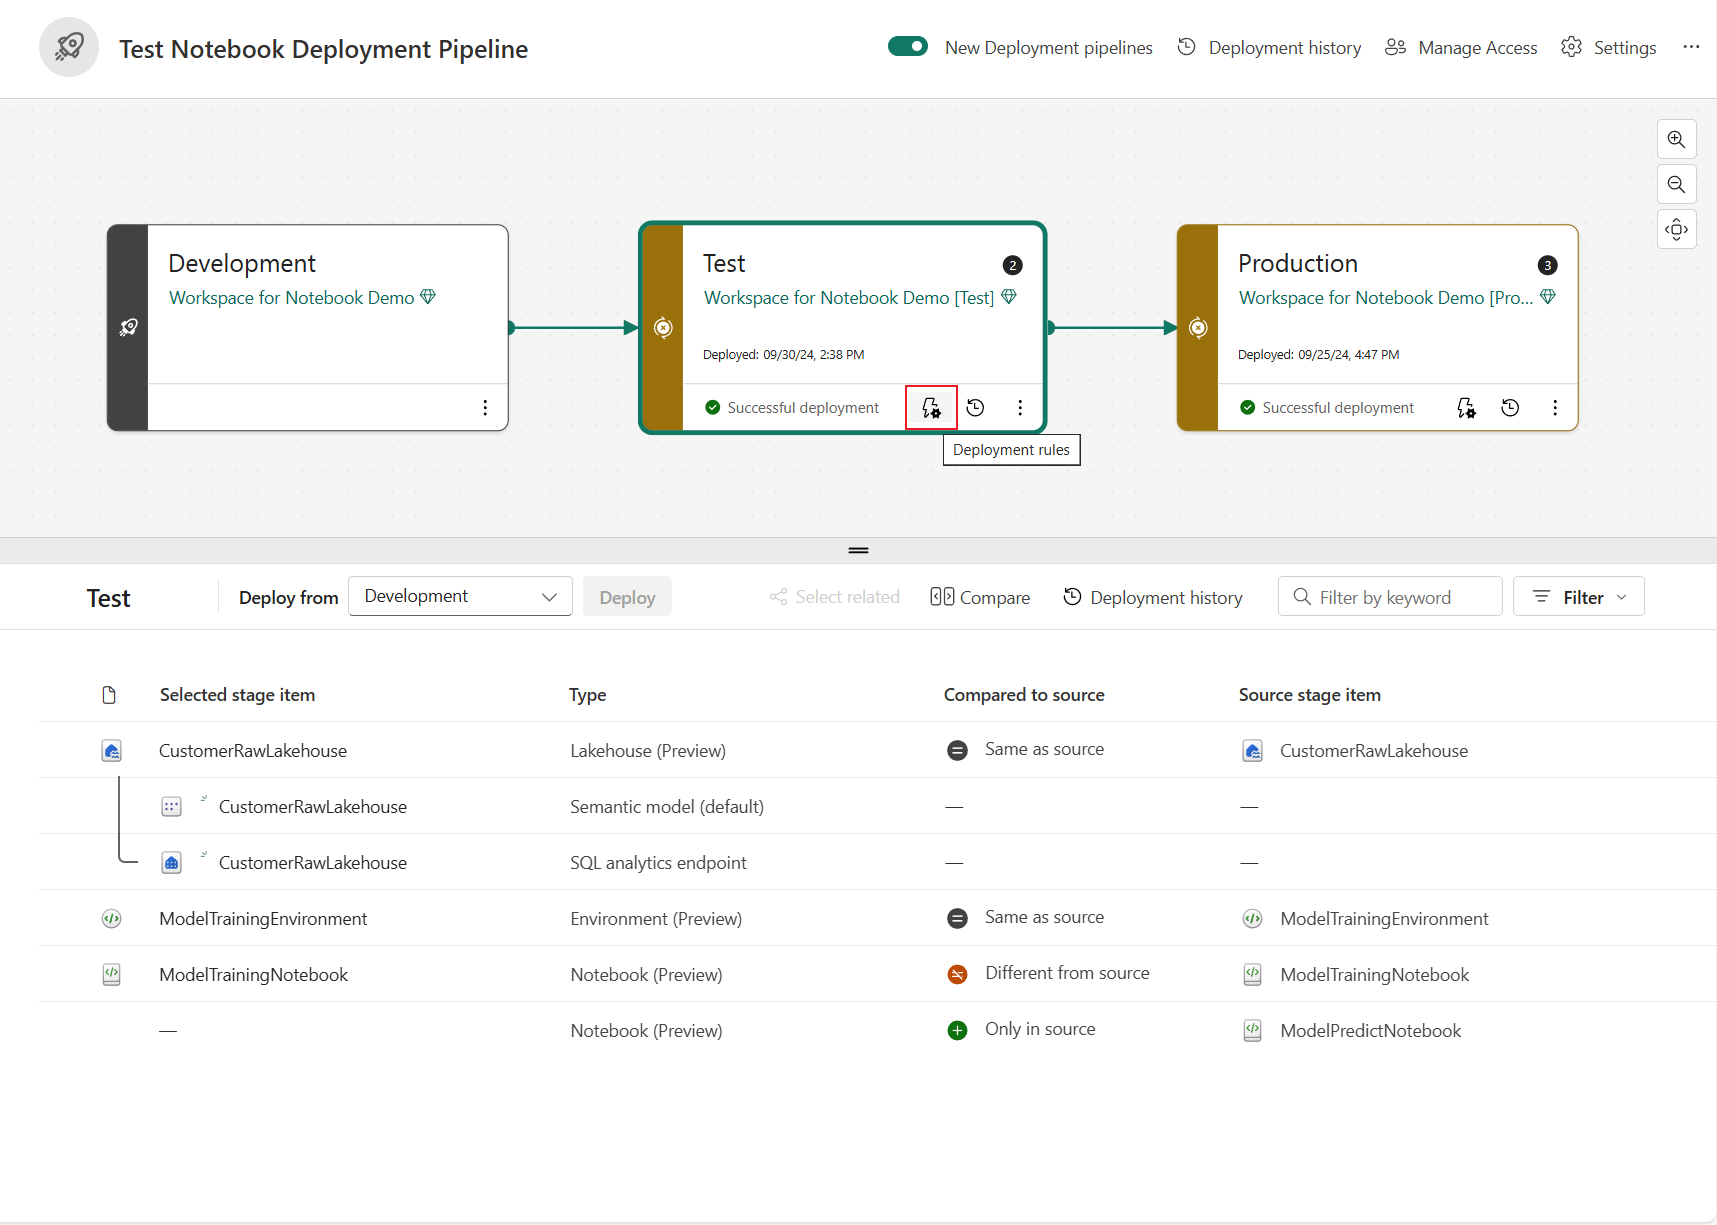 Test Notebook Deployment Pipeline
New Deployment pipelines
Deployment history
Manage Access
Settings
Development
Workspace for Notebook Demo
Test
2
Workspace for Notebook Demo [Test]
Deployed: 09/30/24, 2:38 PM
Successful deployment
Deployment rules
Production
3
Workspace for Notebook Demo [Pro...
Deployed: 09/25/24, 4:47 PM
Successful deployment
Test
Deploy from
Development
Deploy
Select related
Compare
Deployment history
Filter by keyword
Filter
Selected stage item Type Compared to source Source stage item
CustomerRawLakehouse Lakehouse (Preview) Same as source CustomerRawLakehouse
CustomerRawLakehouse Semantic model (default) — —
CustomerRawLakehouse SQL analytics endpoint — —
ModelTrainingEnvironment Environment (Preview) Same as source ModelTrainingEnvironment
ModelTrainingNotebook Notebook (Preview) Different from source ModelTrainingNotebook
— Notebook (Preview) Only in source ModelPredictNotebook